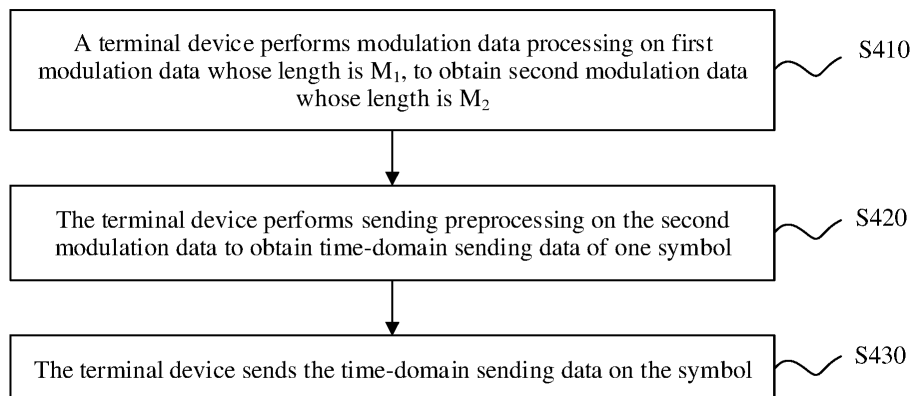 A terminal device performs modulation data processing on first
modulation data whose length is M₁, to obtain second modulation data
whose length is M₂
S410
The terminal device performs sending preprocessing on the second
modulation data to obtain time-domain sending data of one symbol
S420
The terminal device sends the time-domain sending data on the symbol
S430